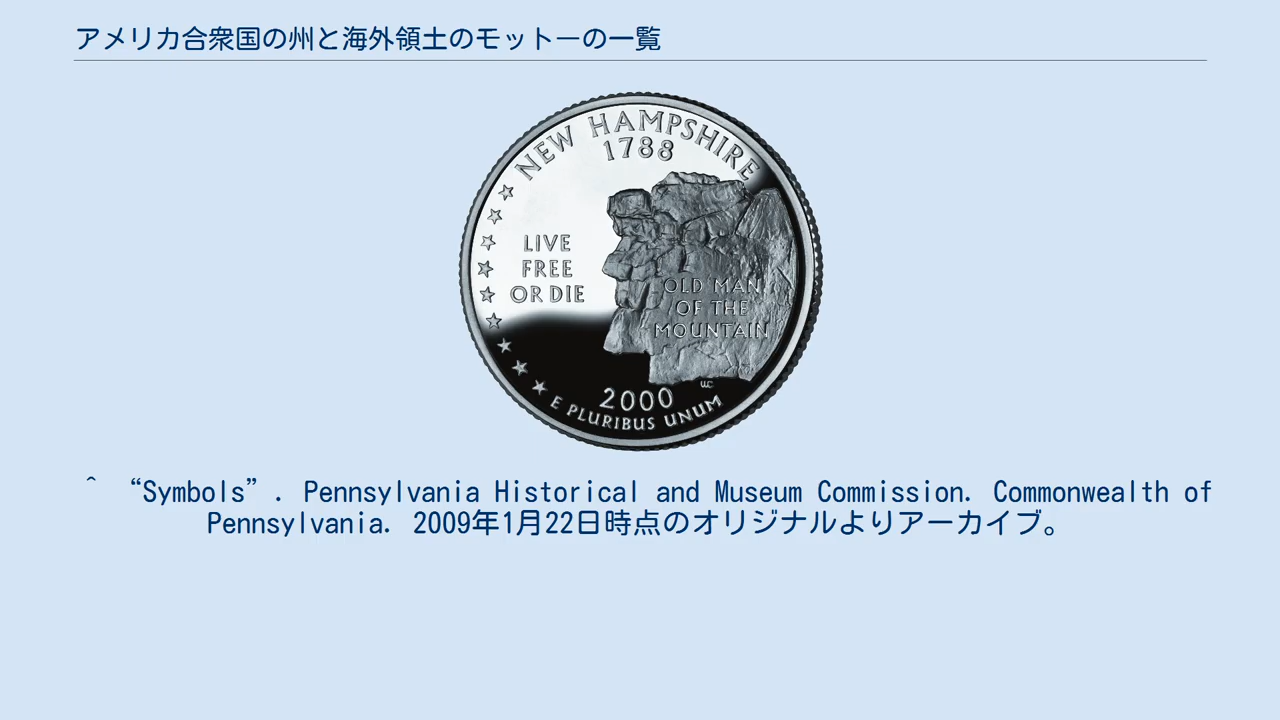 アメリカ合衆国の州と海外領土のモットーの一覧
NEW HAMPSHIRE
1788
LIVE
FREE
OR DIE
OLD MAN
OF THE
MOUNTAIN
2000
E PLURIBUS UNUM
^ “Symbols”. Pennsylvania Historical and Museum Commission. Commonwealth of
Pennsylvania. 2009年1月22日時点のオリジナルよりアーカイブ。